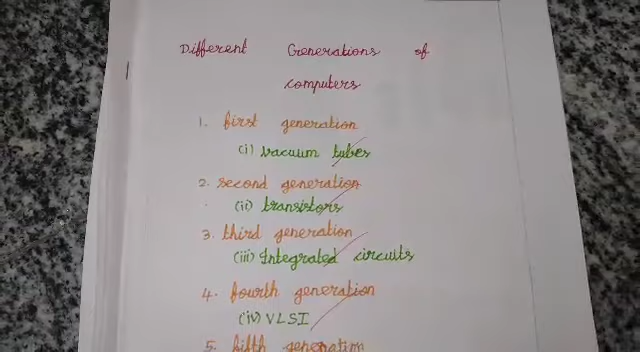 Different Generations of
computers
1. first generation
(i) vacuum tubes
2. second generation
(ii) transistors
3. third generation
(iii) Integrated circuits
4. fourth generation
(iv) VLSI
5. fifth generation